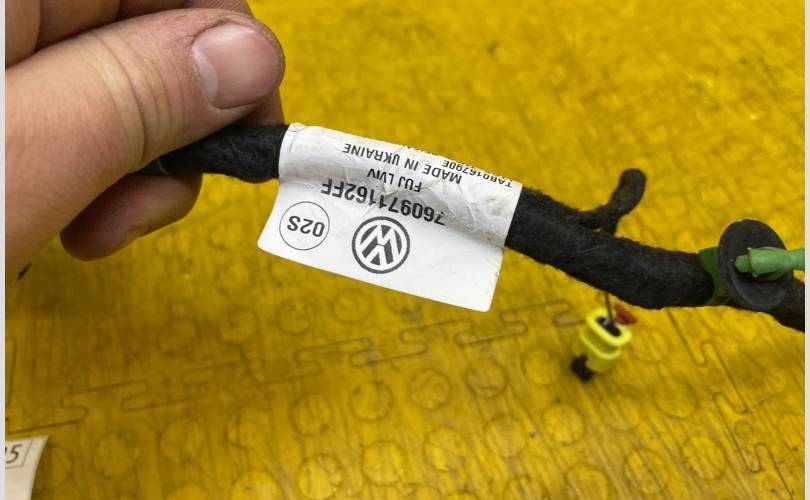 02S
760971162FF
FUJ LWV
MADE IN UKRAINE